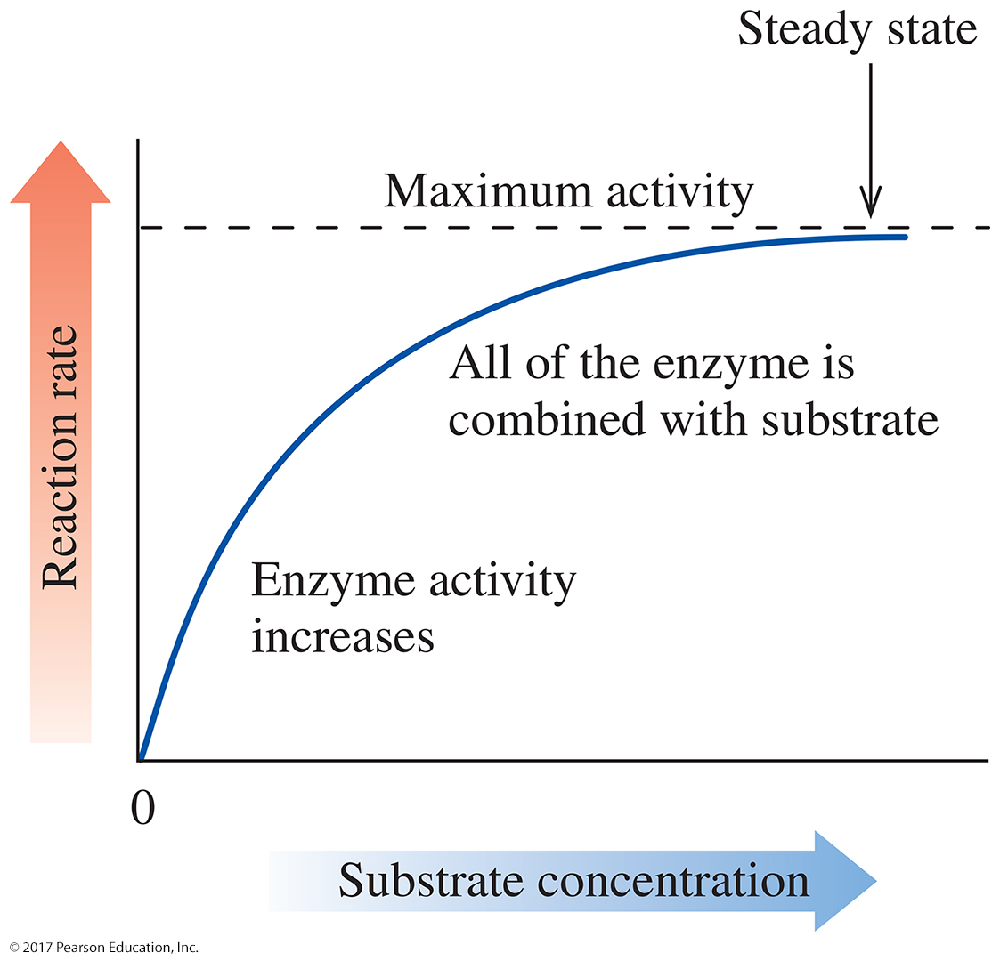 Steady state
Maximum activity
All of the enzyme is
combined with substrate
Enzyme activity
increases
Reaction rate
0
Substrate concentration
© 2017 Pearson Education, Inc.